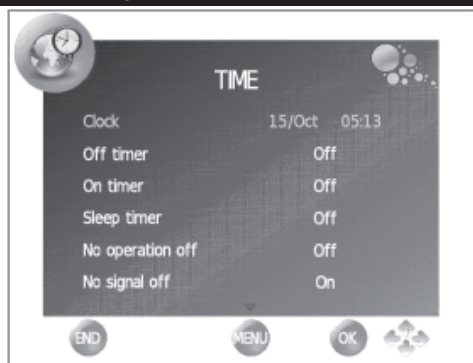 TIME
Clock 15/Oct 05:13
Off timer Off
On timer Off
Sleep timer Off
No operation off Off
No signal off On
END MENU OK